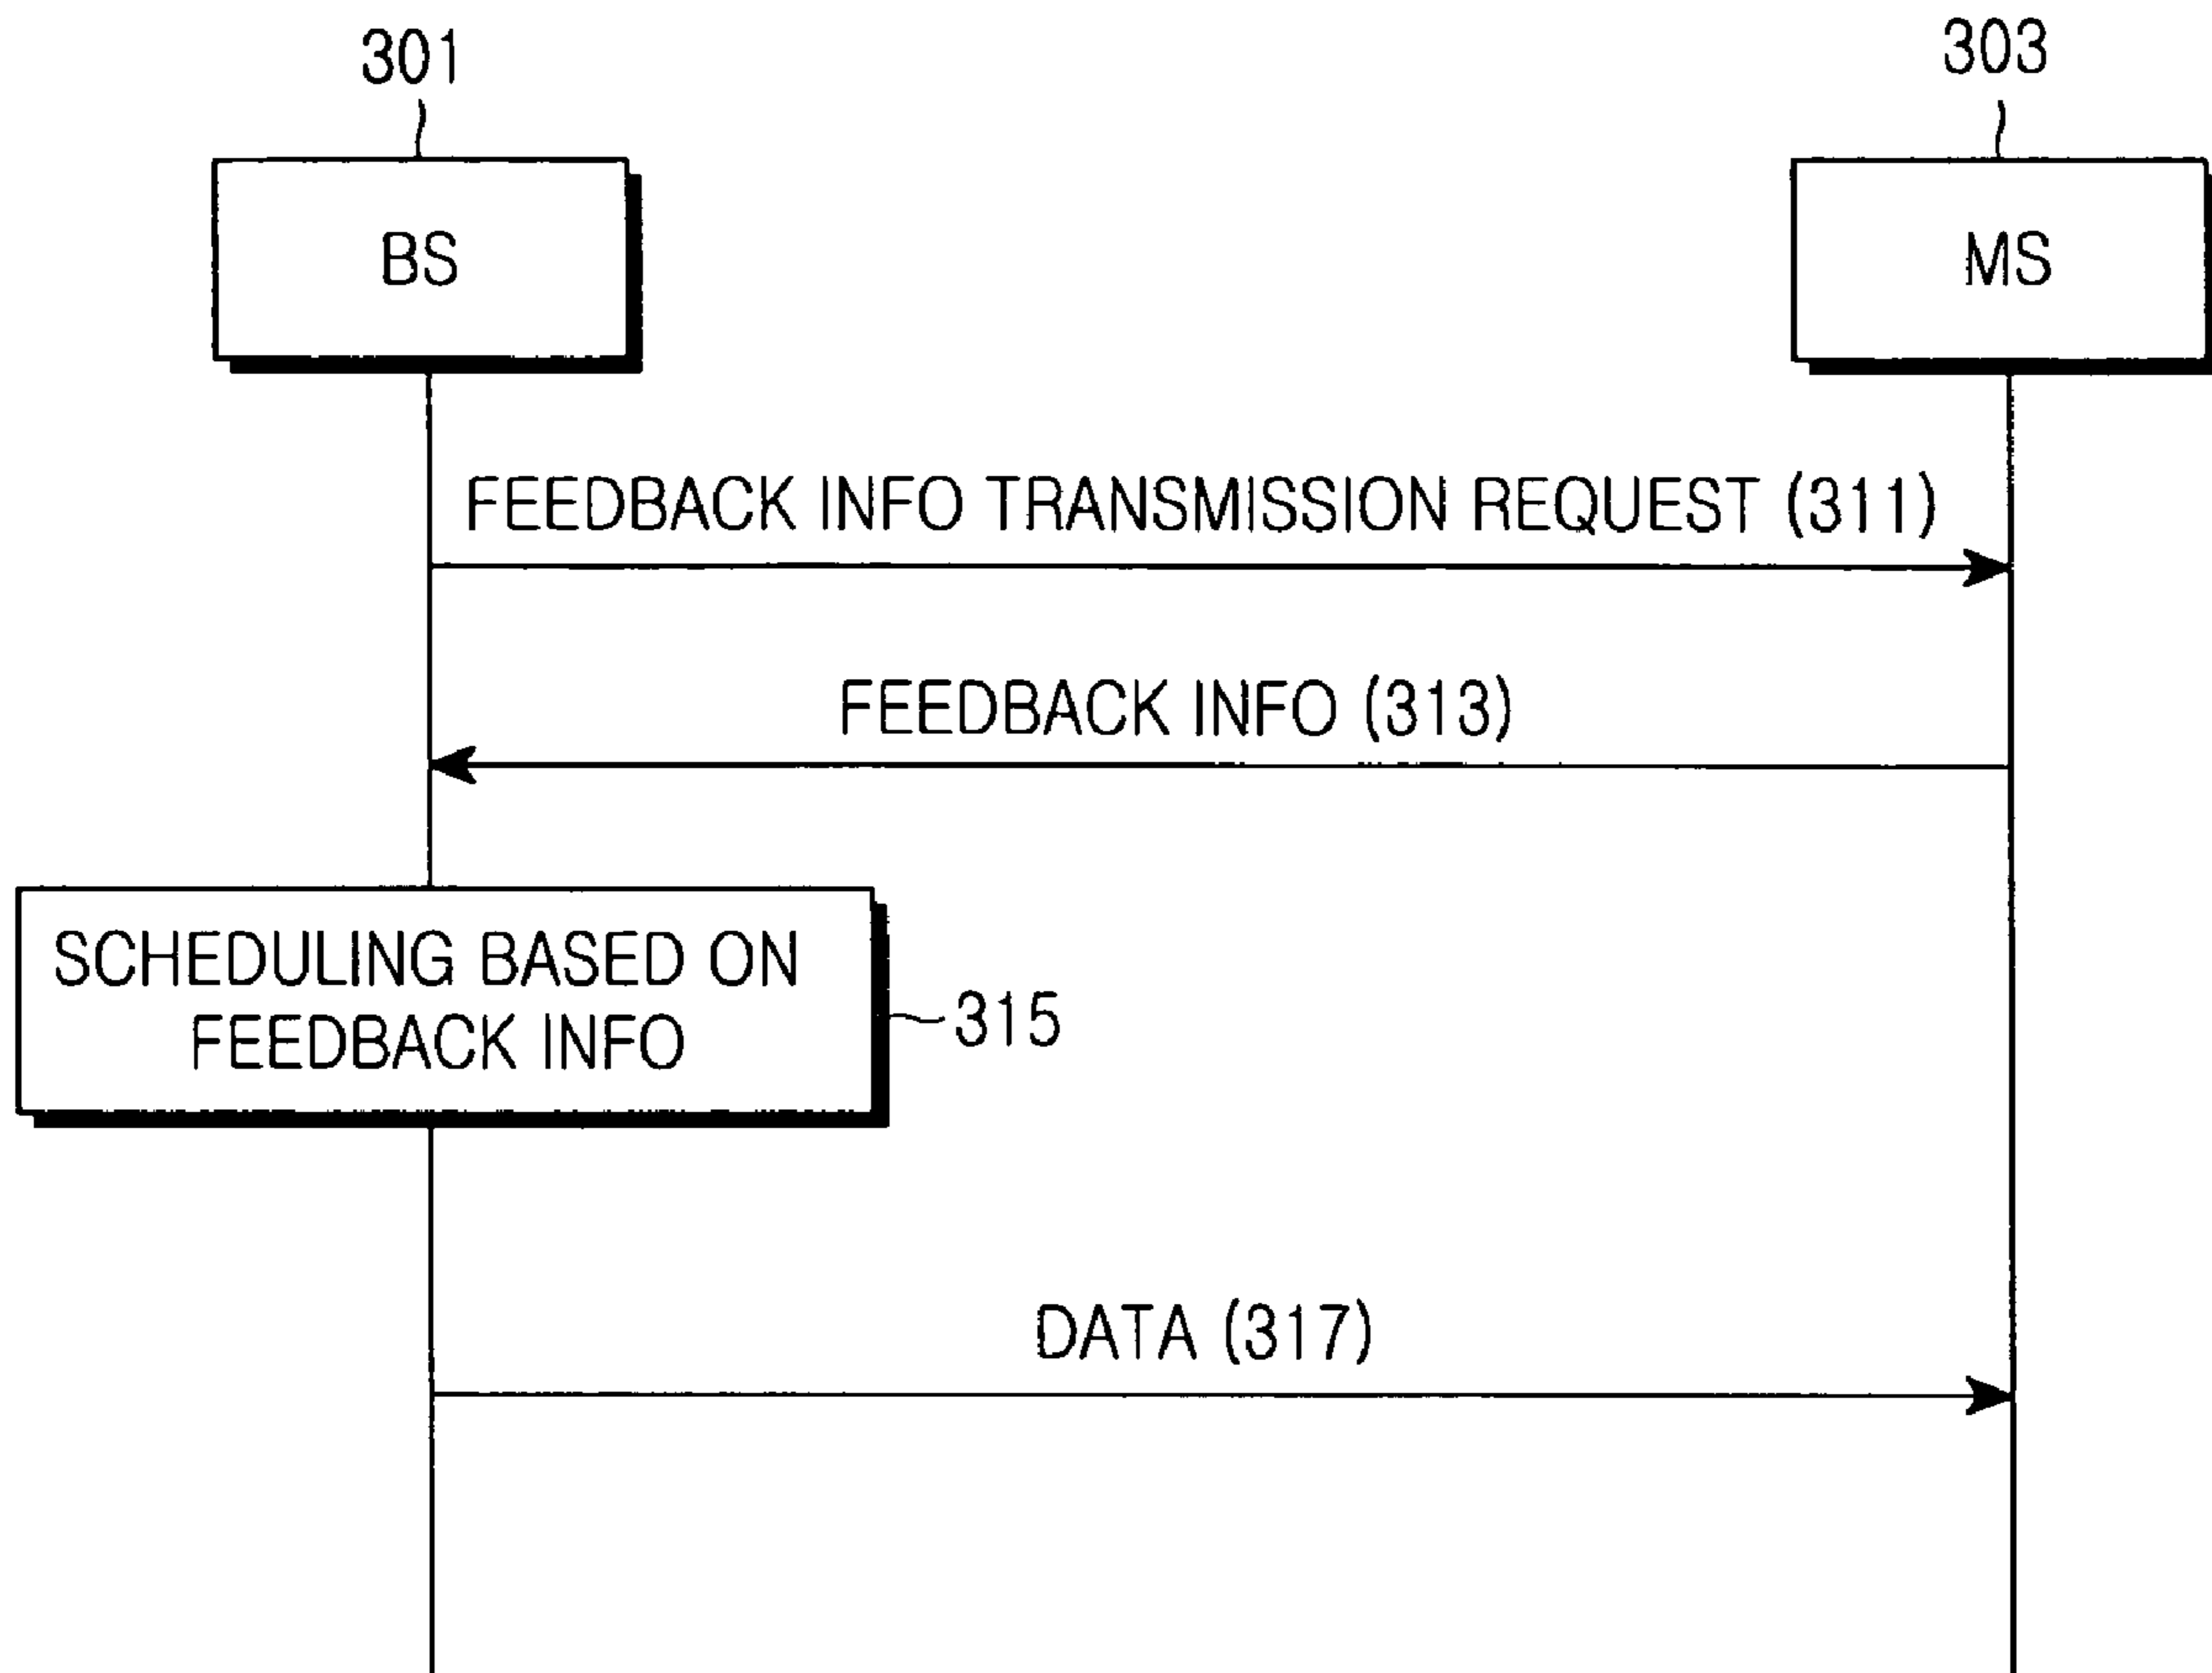 301
303
BS
MS
FEEDBACK INFO TRANSMISSION REQUEST (311)
FEEDBACK INFO (313)
SCHEDULING BASED ON
FEEDBACK INFO
315
DATA (317)